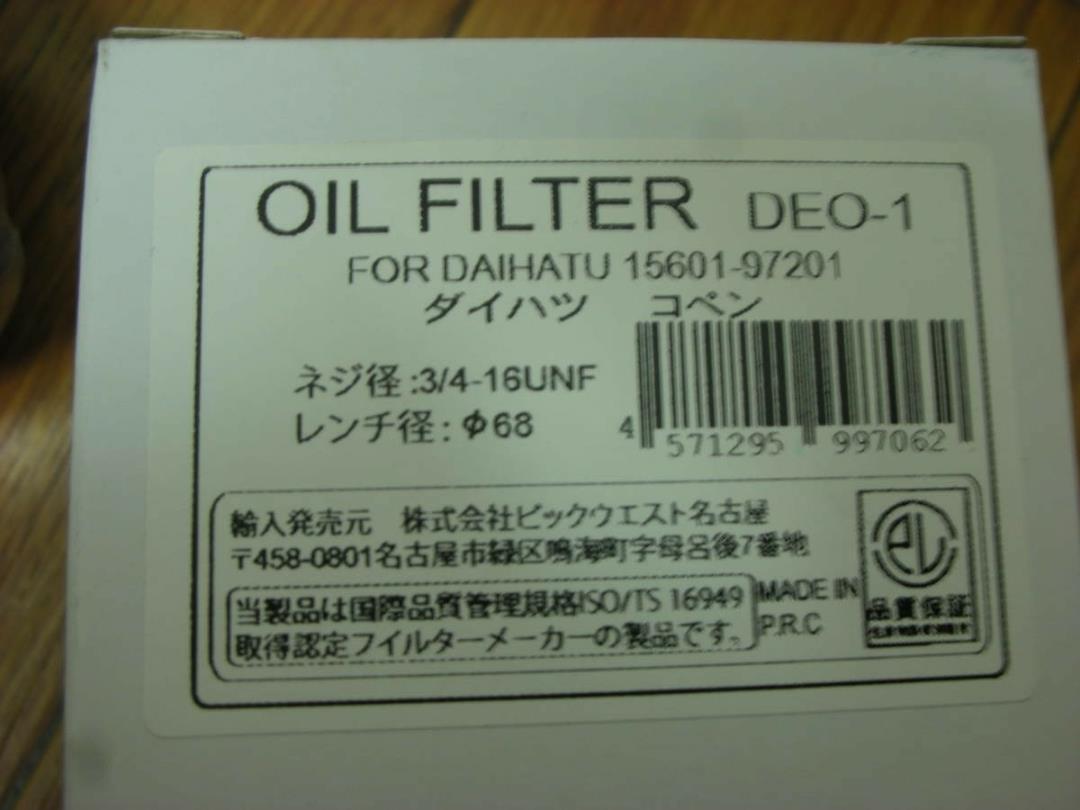 OIL FILTER DEO-1
FOR DAIHATU 15601-97201
ダイハツ コペン
ネジ径:3/4-16UNF
レンチ径:Φ68
4 571295 997062
輸入発売元 株式会社ビックウエスト名古屋
〒458-0801名古屋市緑区鳴海町字母呂後7番地
当製品は国際品質管理規格ISO/TS 16949
取得認定フイルターメーカーの製品です。
MADE IN
P.R.C
品質保証